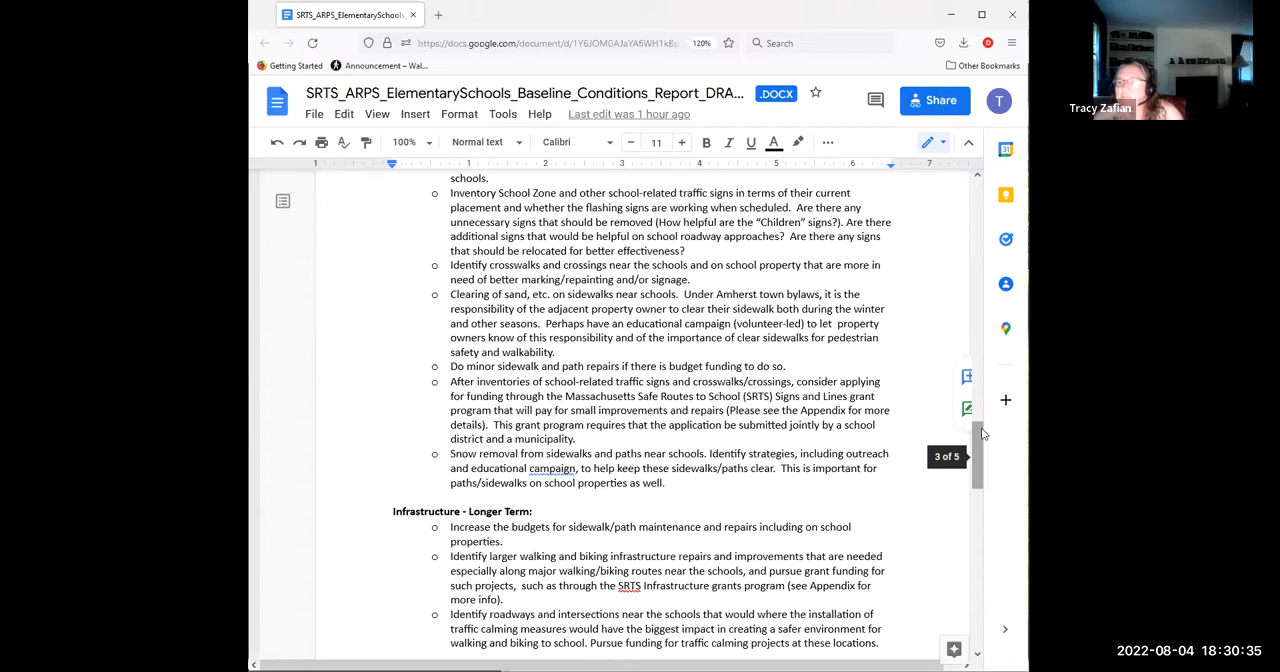 SRTS_ARPS_ElementarySchools_
https://docs.google.com/document/d/1Y6JOM0AJaYAfiWH1kBp
120%
Search
Getting Started
Announcement – Wal...
Other Bookmarks
SRTS_ARPS_ElementarySchools_Baseline_Conditions_Report_DRA...
.DOCX
Share
T
File Edit View Insert Format Tools Help Last edit was 1 hour ago
100% Normal text Calibri 11 B I U A
1 1 2 3 4 5 6 7
schools.
Inventory School Zone and other school-related traffic signs in terms of their current
placement and whether the flashing signs are working when scheduled. Are there any
unnecessary signs that should be removed (How helpful are the “Children” signs?). Are there
additional signs that would be helpful on school roadway approaches? Are there any signs
that should be relocated for better effectiveness?
Identify crosswalks and crossings near the schools and on school property that are more in
need of better marking/repainting and/or signage.
Clearing of sand, etc. on sidewalks near schools. Under Amherst town bylaws, it is the
responsibility of the adjacent property owner to clear their sidewalk both during the winter
and other seasons. Perhaps have an educational campaign (volunteer-led) to let property
owners know of this responsibility and of the importance of clear sidewalks for pedestrian
safety and walkability.
Do minor sidewalk and path repairs if there is budget funding to do so.
After inventories of school-related traffic signs and crosswalks/crossings, consider applying
for funding through the Massachusetts Safe Routes to School (SRTS) Signs and Lines grant
program that will pay for small improvements and repairs (Please see the Appendix for more
details). This grant program requires that the application be submitted jointly by a school
district and a municipality.
Snow removal from sidewalks and paths near schools. Identify strategies, including outreach
and educational campaign, to help keep these sidewalks/paths clear. This is important for
paths/sidewalks on school properties as well.
3 of 5
Infrastructure - Longer Term:
Increase the budgets for sidewalk/path maintenance and repairs including on school
properties.
Identify larger walking and biking infrastructure repairs and improvements that are needed
especially along major walking/biking routes near the schools, and pursue grant funding for
such projects, such as through the SRTS Infrastructure grants program (see Appendix for
more info).
Identify roadways and intersections near the schools that would where the installation of
traffic calming measures would have the biggest impact in creating a safer environment for
walking and biking to school. Pursue funding for traffic calming projects at these locations.
Tracy Zafian
2022-08-04 18:30:35